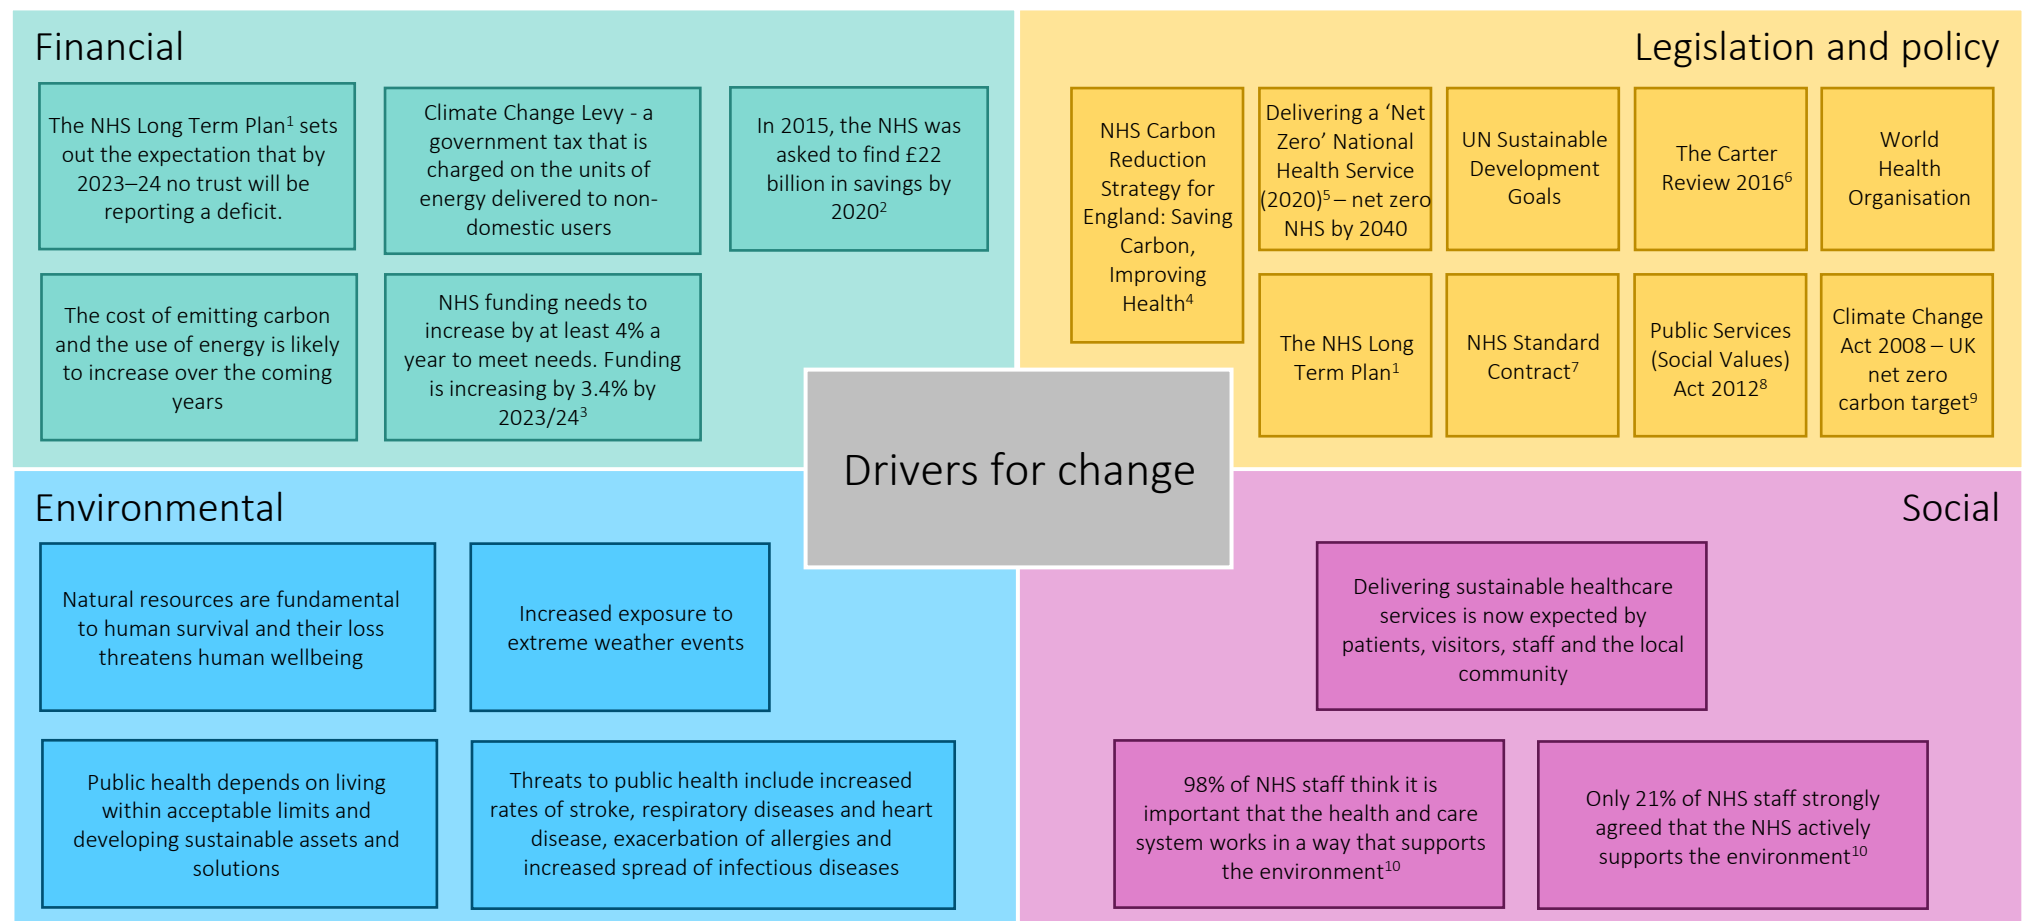 Financial
The NHS Long Term Plan¹ sets
out the expectation that by
2023–24 no trust will be
reporting a deficit.
Climate Change Levy - a
government tax that is
charged on the units of
energy delivered to non-
domestic users
In 2015, the NHS was
asked to find £22
billion in savings by
2020²
The cost of emitting carbon
and the use of energy is likely
to increase over the coming
years
NHS funding needs to
increase by at least 4% a
year to meet needs. Funding
is increasing by 3.4% by
2023/24³
Legislation and policy
NHS Carbon
Reduction
Strategy for
England: Saving
Carbon,
Improving
Health⁴
Delivering a ‘Net
Zero’ National
Health Service
(2020)⁵ – net zero
NHS by 2040
UN Sustainable
Development
Goals
The Carter
Review 2016⁶
World
Health
Organisation
The NHS Long
Term Plan¹
NHS Standard
Contract⁷
Public Services
(Social Values)
Act 2012⁸
Climate Change
Act 2008 – UK
net zero
carbon target⁹
Drivers for change
Environmental
Natural resources are fundamental
to human survival and their loss
threatens human wellbeing
Increased exposure to
extreme weather events
Public health depends on living
within acceptable limits and
developing sustainable assets and
solutions
Threats to public health include increased
rates of stroke, respiratory diseases and heart
disease, exacerbation of allergies and
increased spread of infectious diseases
Social
Delivering sustainable healthcare
services is now expected by
patients, visitors, staff and the local
community
98% of NHS staff think it is
important that the health and care
system works in a way that supports
the environment¹⁰
Only 21% of NHS staff strongly
agreed that the NHS actively
supports the environment¹⁰